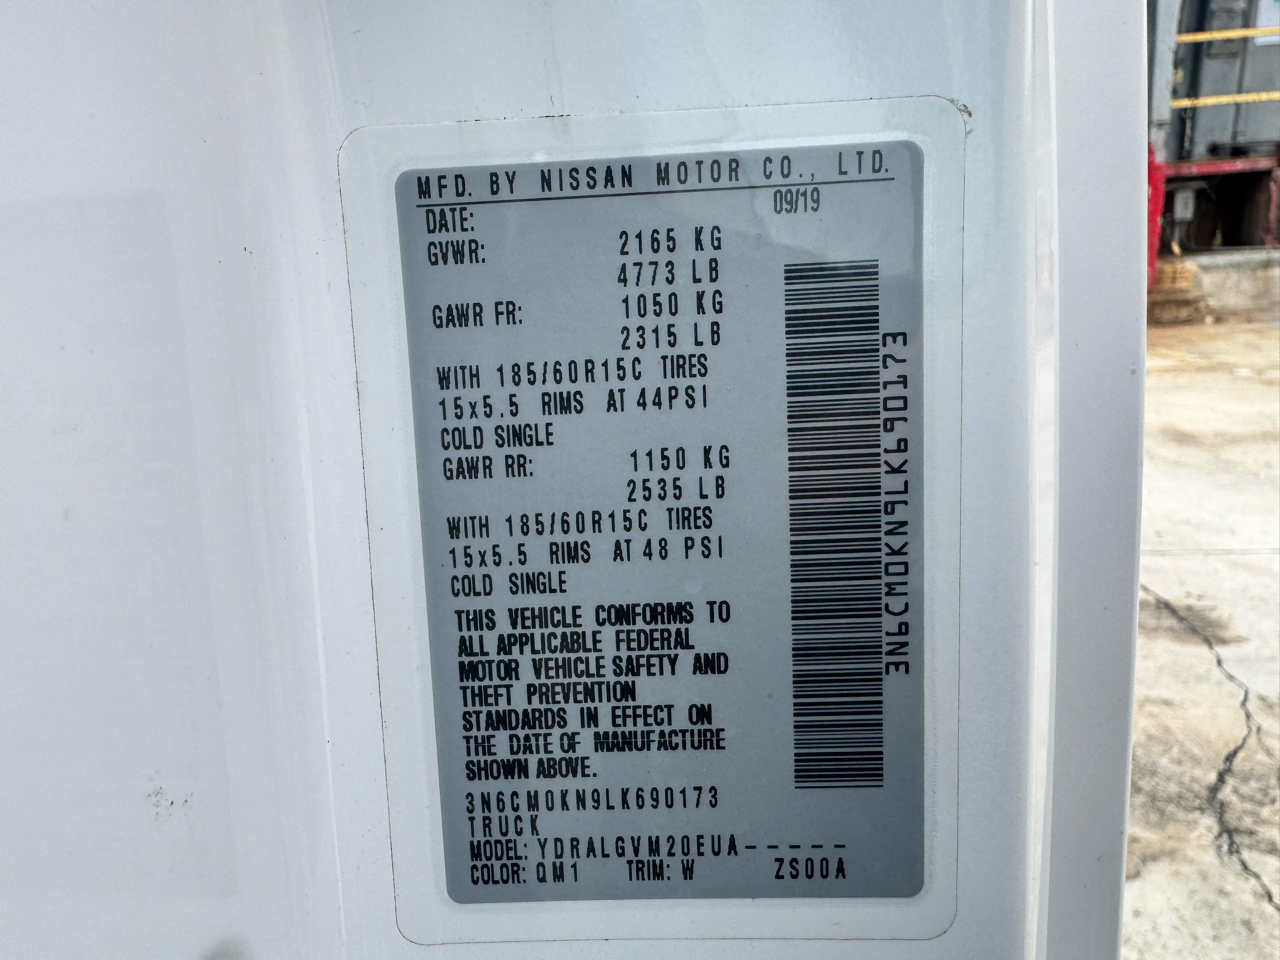 MFD. BY NISSAN MOTOR CO., LTD.
DATE: 09/19
GVWR: 2165 KG
4773 LB
GAWR FR: 1050 KG
2315 LB
WITH 185/60R15C TIRES
15x5.5 RIMS AT 44PSI
COLD SINGLE
GAWR RR: 1150 KG
2535 LB
WITH 185/60R15C TIRES
15x5.5 RIMS AT 48 PSI
COLD SINGLE
THIS VEHICLE CONFORMS TO
ALL APPLICABLE FEDERAL
MOTOR VEHICLE SAFETY AND
THEFT PREVENTION
STANDARDS IN EFFECT ON
THE DATE OF MANUFACTURE
SHOWN ABOVE.
3N6CM0KN9LK690173
TRUCK
MODEL: YDRALGVM20EUA-----
COLOR: QM1 TRIM: W ZS00A
3N6CM0KN9LK690173